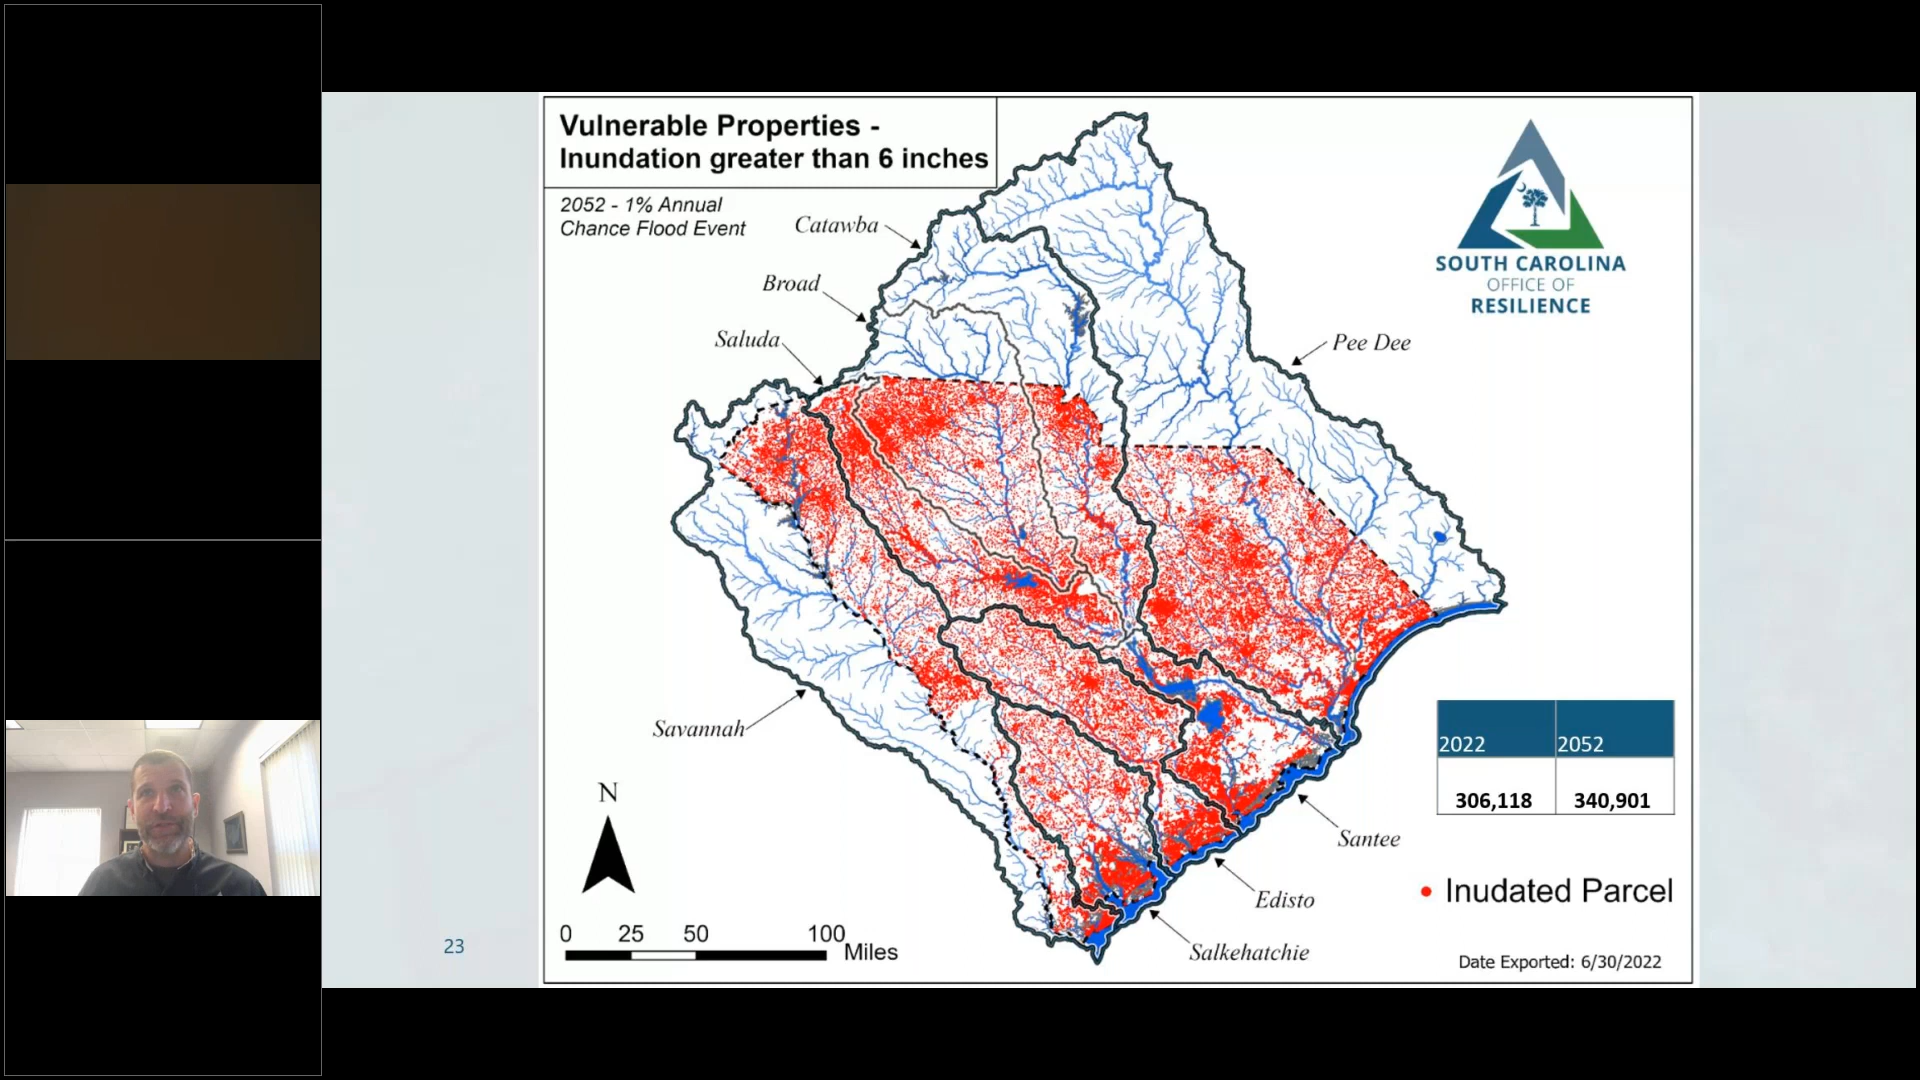 Vulnerable Properties -
Inundation greater than 6 inches
2052 - 1% Annual
Chance Flood Event
Catawba
Broad
Saluda
SOUTH CAROLINA
OFFICE OF
RESILIENCE
Pee Dee
Savannah
N
0 25 50 100
Miles
2022 2052
306,118 340,901
Santee
Edisto
Salkehatchie
Inudated Parcel
Date Exported: 6/30/2022
23